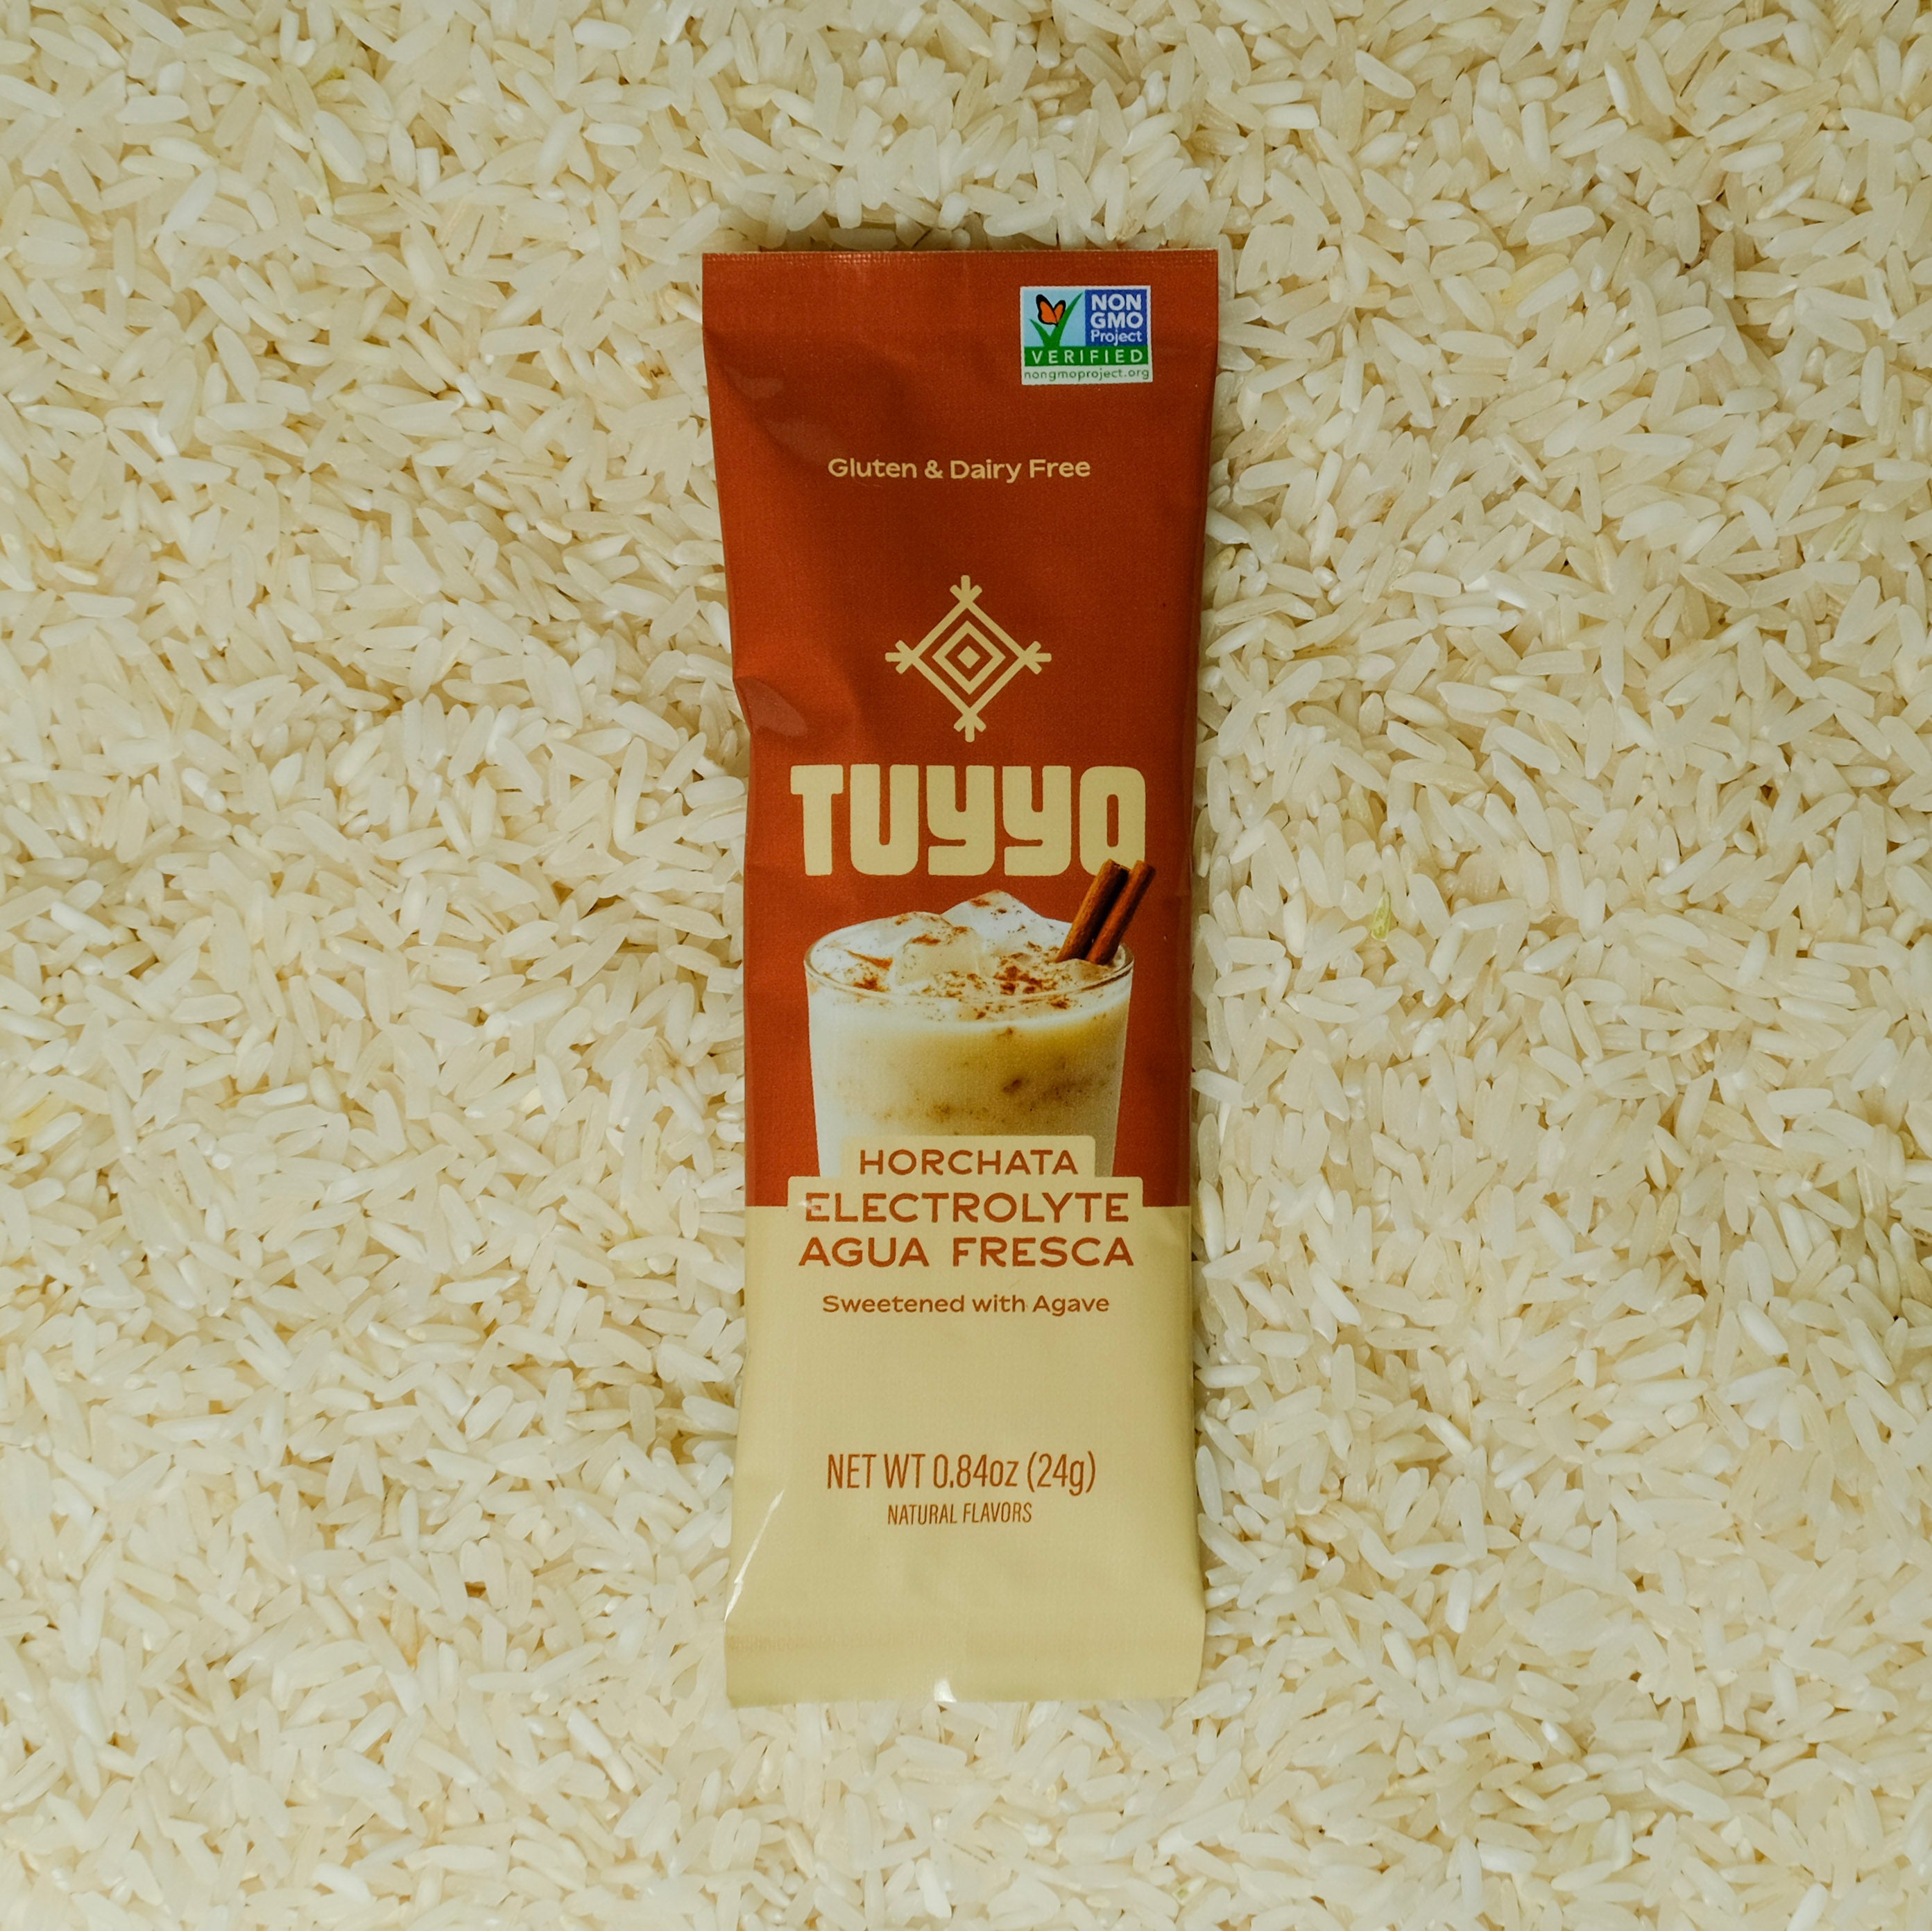 NON
GMO
Project
VERIFIED
nongmoproject.org
Gluten & Dairy Free
TUYYO
HORCHATA
ELECTROLYTE
AGUA FRESCA
Sweetened with Agave
NET WT 0.84oz (24g)
NATURAL FLAVORS